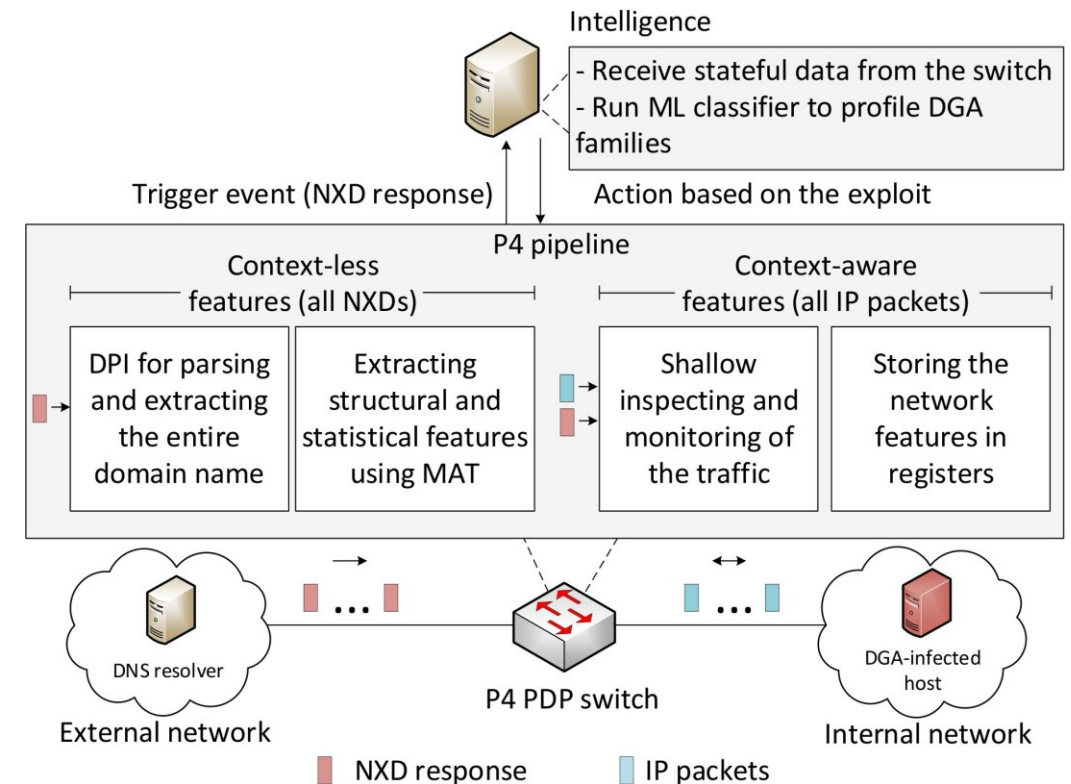 Intelligence
- Receive stateful data from the switch
- Run ML classifier to profile DGA
families
Trigger event (NXD response)
Action based on the exploit
P4 pipeline
Context-less
features (all NXDs)
Context-aware
features (all IP packets)
DPI for parsing
and extracting
the entire
domain name
Extracting
structural and
statistical features
using MAT
Shallow
inspecting and
monitoring of
the traffic
Storing the
network
features in
registers
...
...
DNS resolver
External network
P4 PDP switch
DGA-infected
host
Internal network
NXD response
IP packets